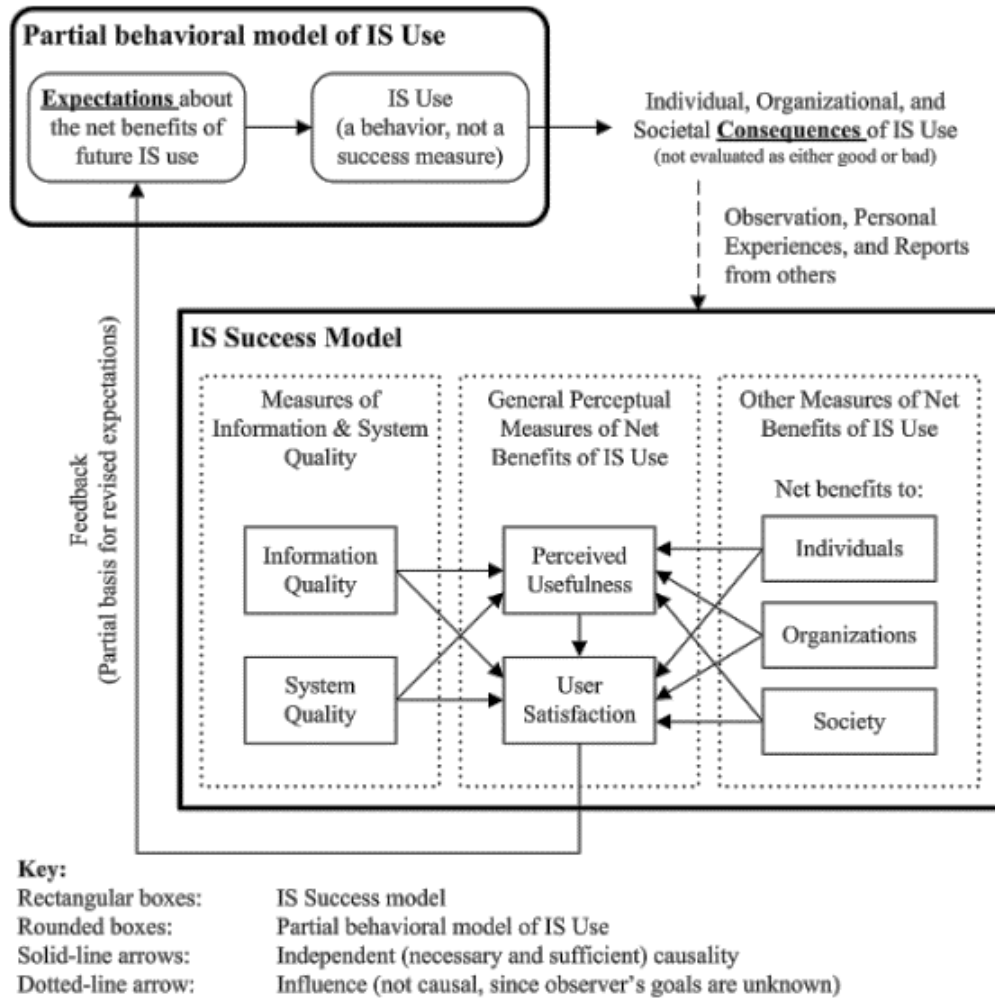 Partial behavioral model of IS Use
Expectations about
the net benefits of
future IS use
IS Use
(a behavior, not a
success measure)
Individual, Organizational, and
Societal Consequences of IS Use
(not evaluated as either good or bad)
Observation, Personal
Experiences, and Reports
from others
Feedback
(Partial basis for revised expectations)
IS Success Model
Measures of
Information & System
Quality
Information
Quality
System
Quality
General Perceptual
Measures of Net
Benefits of IS Use
Perceived
Usefulness
User
Satisfaction
Other Measures of Net
Benefits of IS Use
Net benefits to:
Individuals
Organizations
Society
Key:
Rectangular boxes: IS Success model
Rounded boxes: Partial behavioral model of IS Use
Solid-line arrows: Independent (necessary and sufficient) causality
Dotted-line arrow: Influence (not causal, since observer's goals are unknown)